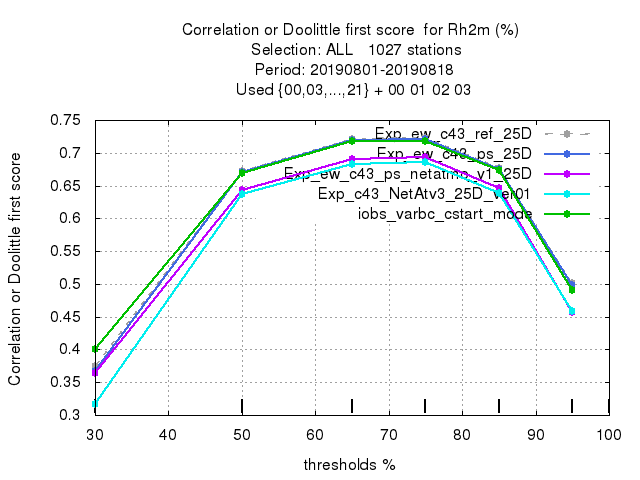 Correlation or Doolittle first score for Rh2m (%)
Selection: ALL 1027 stations
Period: 20190801-20190818
Used {00,03,...,21} + 00 01 02 03
Correlation or Doolittle first score
0.75
0.7
0.65
0.6
0.55
0.5
0.45
0.4
0.35
0.3
Exp_ew_c43_ref_25D
Exp_ew_c43_ps_25D
Exp_ew_c43_ps_netatmo_v1_25D
Exp_c43_NetAtv3_25D_ver01
iobs_varbc_cstart_mode
30 40 50 60 70 80 90 100
thresholds %